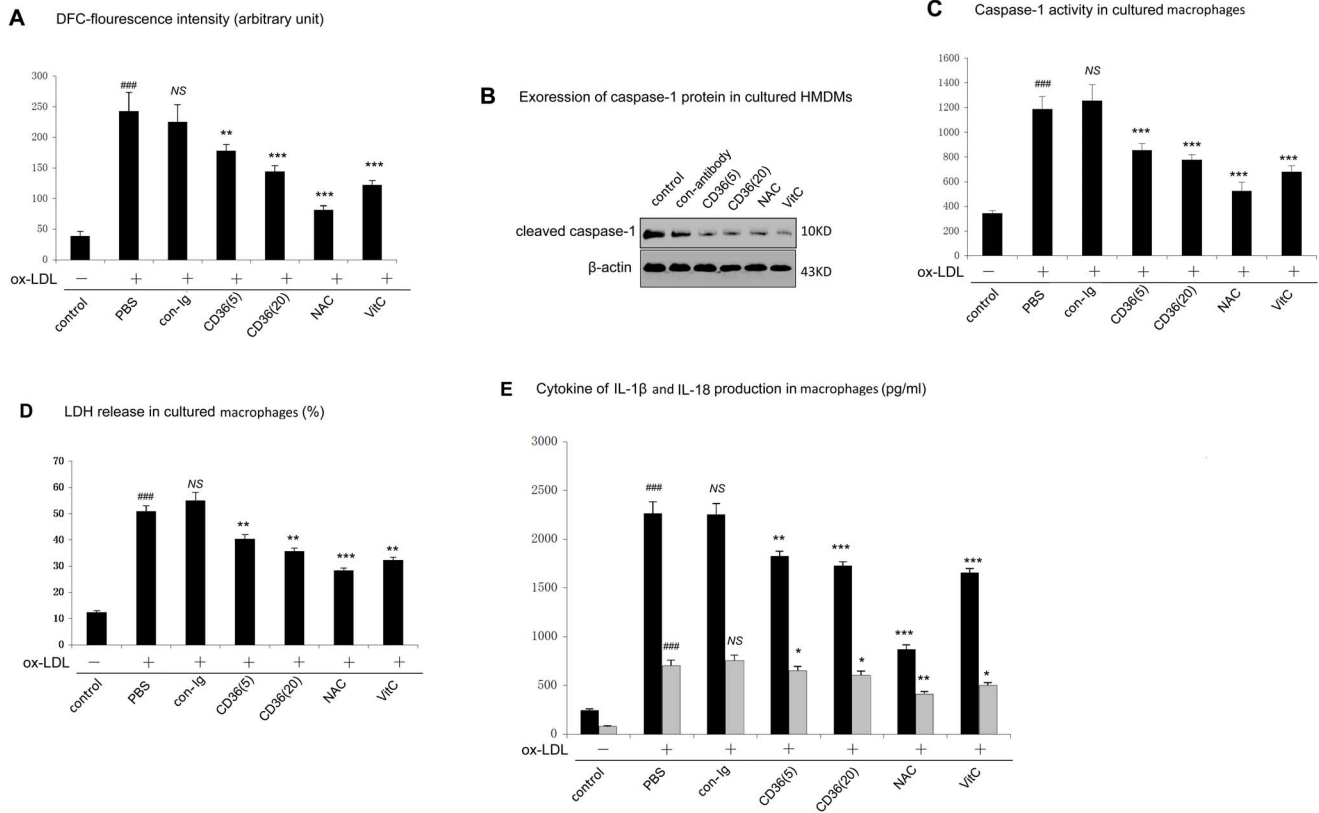 A DFC-flourescence intensity (arbitrary unit)
300
250
200
150
100
50
0
### NS ** *** *** ***
ox-LDL — + + + + + +
control PBS con-Ig CD36(5) CD36(20) NAC VitC
B Exoression of caspase-1 protein in cultured HMDMs
control con-antibody CD36(5) CD36(20) NAC VitC
cleaved caspase-1 10KD
β-actin 43KD
C Caspase-1 activity in cultured macrophages
1600
1400
1200
1000
800
600
400
200
0
### NS *** *** *** ***
ox-LDL — + + + + + +
control PBS con-Ig CD36(5) CD36(20) NAC VitC
D LDH release in cultured macrophages (%)
70
60
50
40
30
20
10
0
### NS ** ** *** **
ox-LDL — + + + + + +
control PBS con-Ig CD36(5) CD36(20) NAC VitC
E Cytokine of IL-1β and IL-18 production in macrophages (pg/ml)
3000
2500
2000
1500
1000
500
0
### NS ** *** *** ***
### NS * * ** *
ox-LDL — + + + + + +
control PBS con-Ig CD36(5) CD36(20) NAC VitC